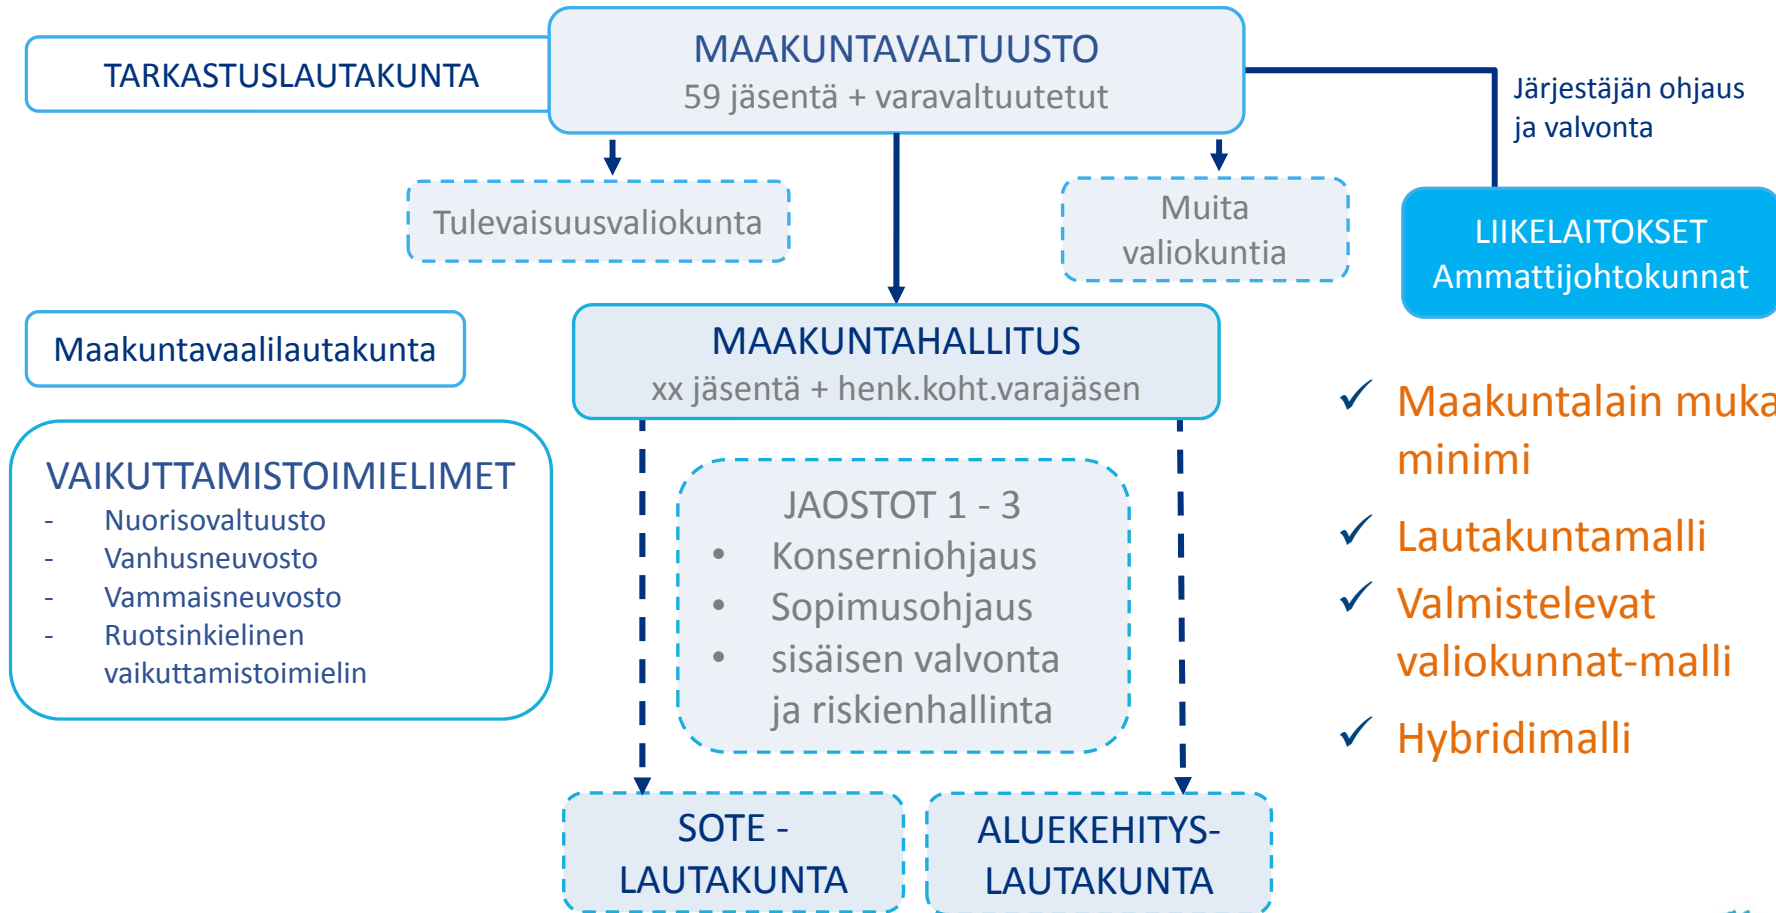 TARKASTUSLAUTAKUNTA
MAAKUNTAVALTUUSTO
59 jäsentä + varavaltuutetut
Järjestäjän ohjaus
ja valvonta
Tulevaisuusvaliokunta
Muita
valiokuntia
LIIKELAITOKSET
Ammattijohtokunnat
Maakuntavaalilautakunta
MAAKUNTAHALLITUS
xx jäsentä + henk.koht.varajäsen
VAIKUTTAMISTOIMIELIMET
- Nuorisovaltuusto
- Vanhusneuvosto
- Vammaisneuvosto
- Ruotsinkielinen
vaikuttamistoimielin
JAOSTOT 1 - 3
• Konserniohjaus
• Sopimusohjaus
• sisäisen valvonta
ja riskienhallinta
✓ Maakuntalain muka
minimi
✓ Lautakuntamalli
✓ Valmistelevat
valiokunnat-malli
✓ Hybridimalli
SOTE -
LAUTAKUNTA
ALUEKEHITYS-
LAUTAKUNTA